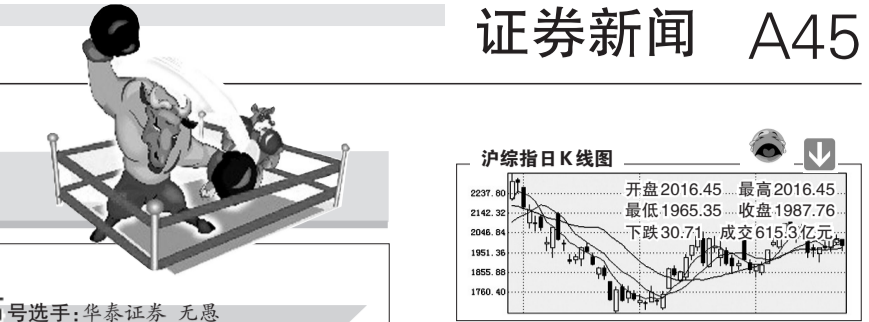 证券新闻 A45
沪综指日K线图
2237.80
2142.32
2046.84
1951.36
1855.88
1760.40
开盘2016.45 最高2016.45
最低1965.35 收盘1987.76
下跌30.71 成交615.3亿元
号选手:华泰证券 无愚